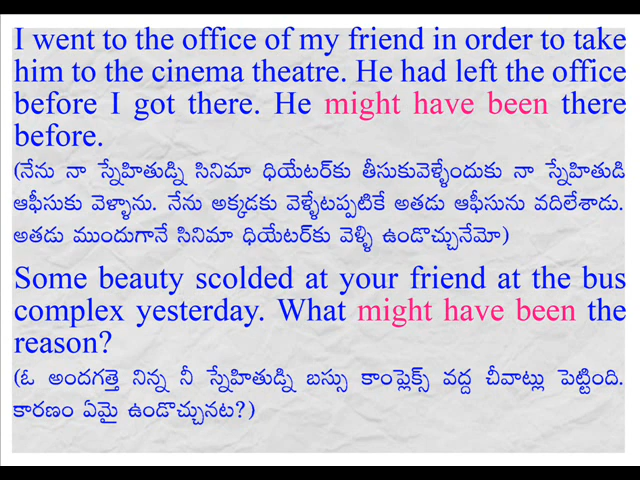 I went to the office of my friend in order to take
him to the cinema theatre. He had left the office
before I got there. He might have been there
before.
(నేను నా స్నేహితుడ్ని సినిమా ధియేటర్‌కు తీసుకువెళ్ళేందుకు నా స్నేహితుడి
ఆఫీసుకు వెళ్ళాను. నేను అక్కడకు వెళ్ళేటప్పటికే అతడు ఆఫీసును వదిలేశాడు.
అతడు ముందుగానే సినిమా ధియేటర్‌కు వెళ్ళి ఉండొచ్చునేమో)
Some beauty scolded at your friend at the bus
complex yesterday. What might have been the
reason?
(ఓ అందగత్తె నిన్న నీ స్నేహితుడ్ని బస్సు కాంప్లెక్స్ వద్ద చీవాట్లు పెట్టింది.
కారణం ఏమై ఉండొచ్చునట?)